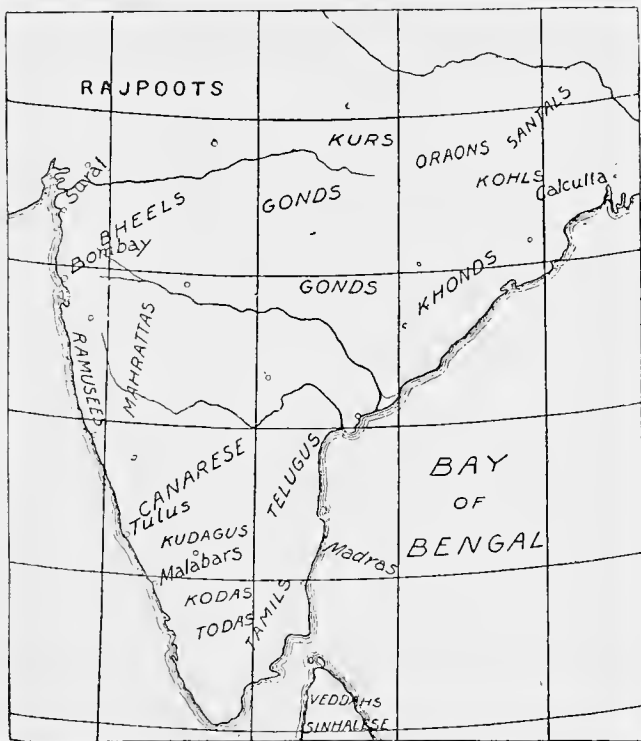 RAJPOOTS
KURS
ORAONS
SANTALS
KOHLS
Calcutta
Surat
BHEELS
GONDS
Bombay
GONDS
KHONDS
RAMUSEES
MAHRATTAS
CANARESE
TELUGUS
BAY
OF
BENGAL
Tulus
KUDAGUS
Malabars
Madras
KODAS
TODAS
TAMILS
VEDDAHS
SINHALESE